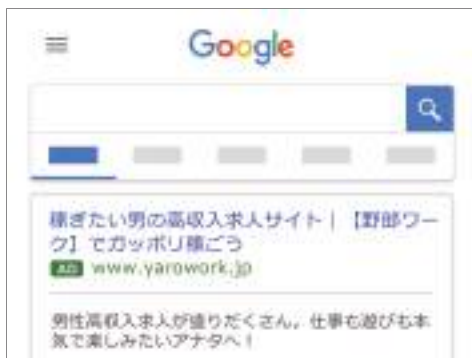 Google
稼ぎたい男の高収入求人サイト｜【野郎ワー
ク】でガッポリ稼ごう
AD www.yarowork.jp
男性高収入求人が盛りだくさん。仕事も遊びも本
気で楽しみたいアナタへ！